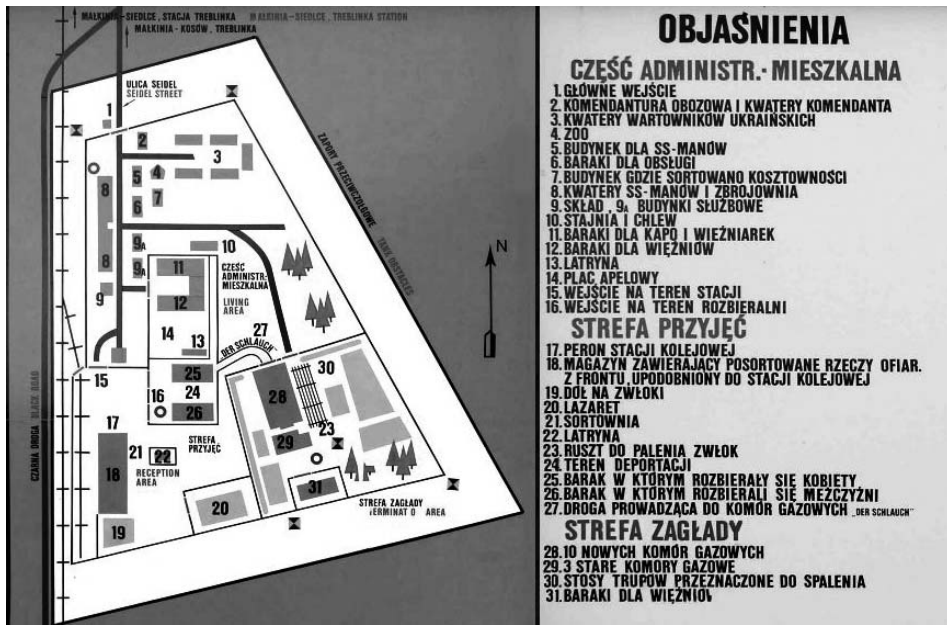 MAŁKINIA-SIEDLCE, STACJA TREBLINKA MAŁKINIA-SIEDLCE, TREBLINKA STATION
MAŁKINIA-KOSÓW, TREBLINKA
ULICA SEIDEL
SEIDEL STREET
1
2
3
4
5
6
7
8
8
9A
9A
9
10
11
12
13
14
15
16
17
18
19
20
21
22
23
24
25
26
27
28
29
30
31
CZĘŚĆ
ADMINISTR.-
MIESZKALNA
LIVING
AREA
"DER SCHLAUCH"
STREFA
PRZYJĘĆ
RECEPTION
AREA
STREFA ZAGŁADY
AREA
ZAPORY PRZECIWCZOŁGOWE TANK OBSTACLES
CZARNA DROGA BLACK ROAD
N
OBJAŚNIENIA
CZĘŚĆ ADMINISTR.-MIESZKALNA
1. GŁÓWNE WEJŚCIE
2. KOMENDANTURA OBOZOWA I KWATERY KOMENDANTA
3. KWATERY WARTOWNIKÓW UKRAIŃSKICH
4. ZOO
5. BUDYNEK DLA SS-MANÓW
6. BARAKI DLA OBSŁUGI
7. BUDYNEK GDZIE SORTOWANO KOSZTOWNOŚCI
8. KWATERY SS-MANÓW I ZBROJOWNIA
9. SKŁAD, 9A BUDYNKI SŁUŻBOWE
10. STAJNIA I CHLEW
11. BARAKI DLA KAPO I WIĘŹNIAREK
12. BARAKI DLA WIĘŹNIÓW
13. LATRYNA
14. PLAC APELOWY
15. WEJŚCIE NA TEREN STACJI
16. WEJŚCIE NA TEREN ROZBIERALNI
STREFA PRZYJĘĆ
17. PERON STACJI KOLEJOWEJ
18. MAGAZYN ZAWIERAJĄCY POSORTOWANE RZECZY OFIAR.
Z FRONTU, UPODOBNIONY DO STACJI KOLEJOWEJ
19. DÓŁ NA ZWŁOKI
20. LAZARET
21. SORTOWNIA
22. LATRYNA
23. RUSZT DO PALENIA ZWŁOK
24. TEREN DEPORTACJI
25. BARAK W KTÓRYM ROZBIERAŁY SIĘ KOBIETY
26. BARAK W KTÓRYM ROZBIERALI SIĘ MĘŻCZYŹNI
27. DROGA PROWADZĄCA DO KOMÓR GAZOWYCH "DER SCHLAUCH"
STREFA ZAGŁADY
28. 10 NOWYCH KOMÓR GAZOWYCH
29. 3 STARE KOMORY GAZOWE
30. STOSY TRUPÓW PRZEZNACZONE DO SPALENIA
31. BARAKI DLA